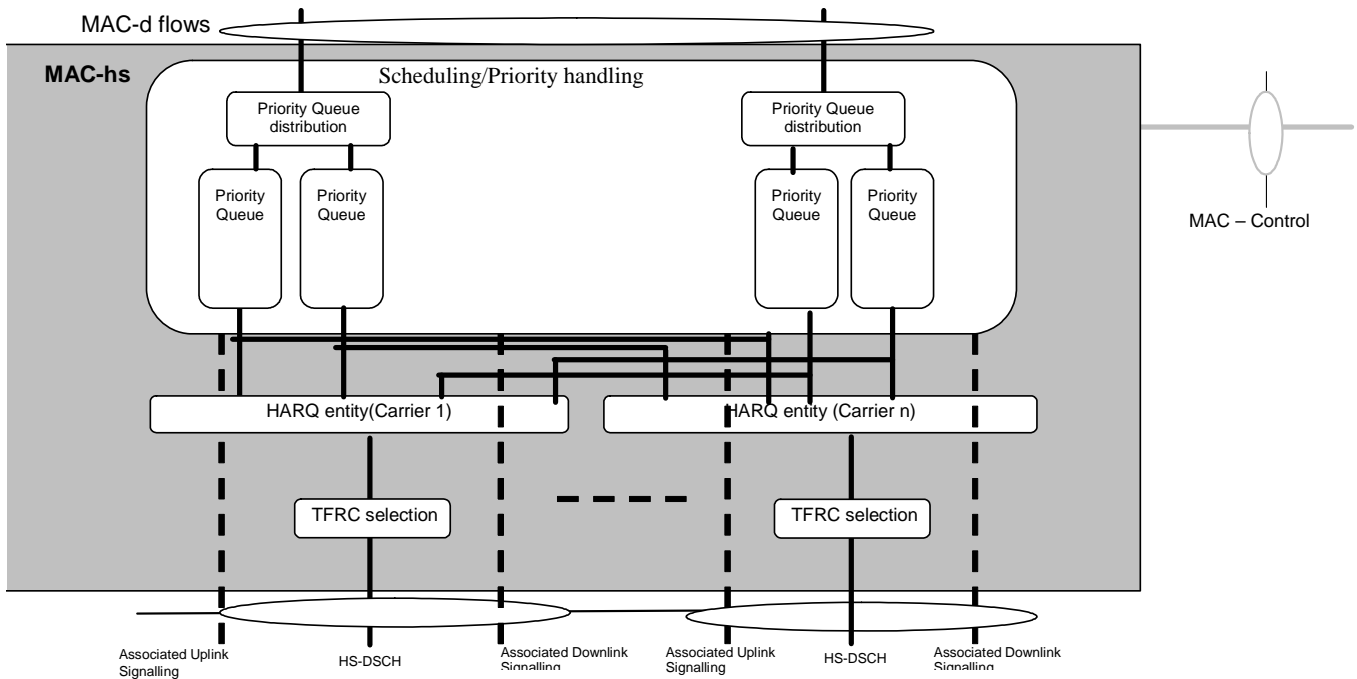 MAC-d flows
MAC-hs
Scheduling/Priority handling
Priority Queue
distribution
Priority Queue
distribution
Priority
Queue
Priority
Queue
Priority
Queue
Priority
Queue
MAC – Control
HARQ entity(Carrier 1)
HARQ entity (Carrier n)
TFRC selection
TFRC selection
Associated Uplink
Signalling
HS-DSCH
Associated Downlink
Signalling
Associated Uplink
Signalling
HS-DSCH
Associated Downlink
Signalling